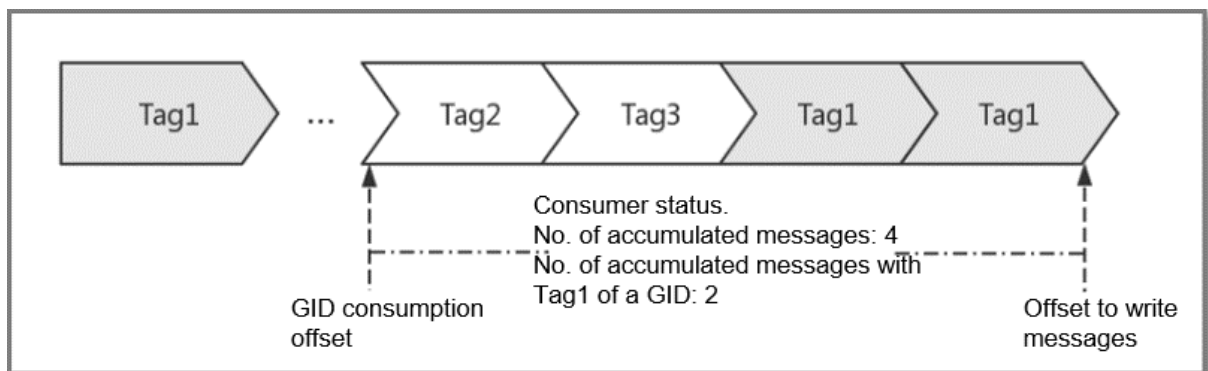 Tag1
...
Tag2
Tag3
Tag1
Tag1
Consumer status.
No. of accumulated messages: 4
No. of accumulated messages with
Tag1 of a GID: 2
GID consumption
offset
Offset to write
messages